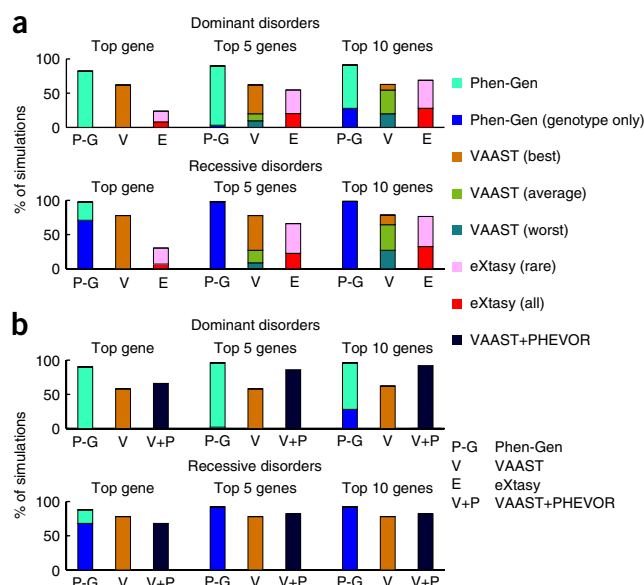 a
Dominant disorders
Top gene Top 5 genes Top 10 genes
100
50
0
P-G V E P-G V E P-G V E
Recessive disorders
Top gene Top 5 genes Top 10 genes
100
50
0
P-G V E P-G V E P-G V E
% of simulations
b
Dominant disorders
Top gene Top 5 genes Top 10 genes
100
50
0
P-G V V+P P-G V V+P P-G V V+P
Recessive disorders
Top gene Top 5 genes Top 10 genes
100
50
0
P-G V V+P P-G V V+P P-G V V+P
% of simulations
Phen-Gen
Phen-Gen (genotype only)
VAAST (best)
VAAST (average)
VAAST (worst)
eXtasy (rare)
eXtasy (all)
VAAST+PHEVOR
P-G Phen-Gen
V VAAST
E eXtasy
V+P VAAST+PHEVOR